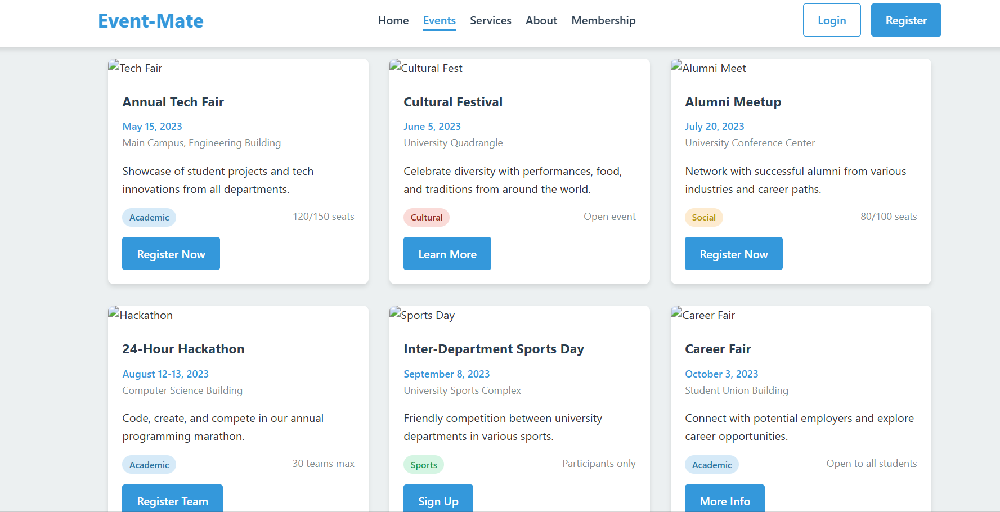 Event-Mate
Home Events Services About Membership
Login
Register
Tech Fair
Annual Tech Fair
May 15, 2023
Main Campus, Engineering Building
Showcase of student projects and tech
innovations from all departments.
Academic
120/150 seats
Register Now
Cultural Fest
Cultural Festival
June 5, 2023
University Quadrangle
Celebrate diversity with performances, food,
and traditions from around the world.
Cultural
Open event
Learn More
Alumni Meet
Alumni Meetup
July 20, 2023
University Conference Center
Network with successful alumni from various
industries and career paths.
Social
80/100 seats
Register Now
Hackathon
24-Hour Hackathon
August 12-13, 2023
Computer Science Building
Code, create, and compete in our annual
programming marathon.
Academic
30 teams max
Register Team
Sports Day
Inter-Department Sports Day
September 8, 2023
University Sports Complex
Friendly competition between university
departments in various sports.
Sports
Participants only
Sign Up
Career Fair
Career Fair
October 3, 2023
Student Union Building
Connect with potential employers and explore
career opportunities.
Academic
Open to all students
More Info